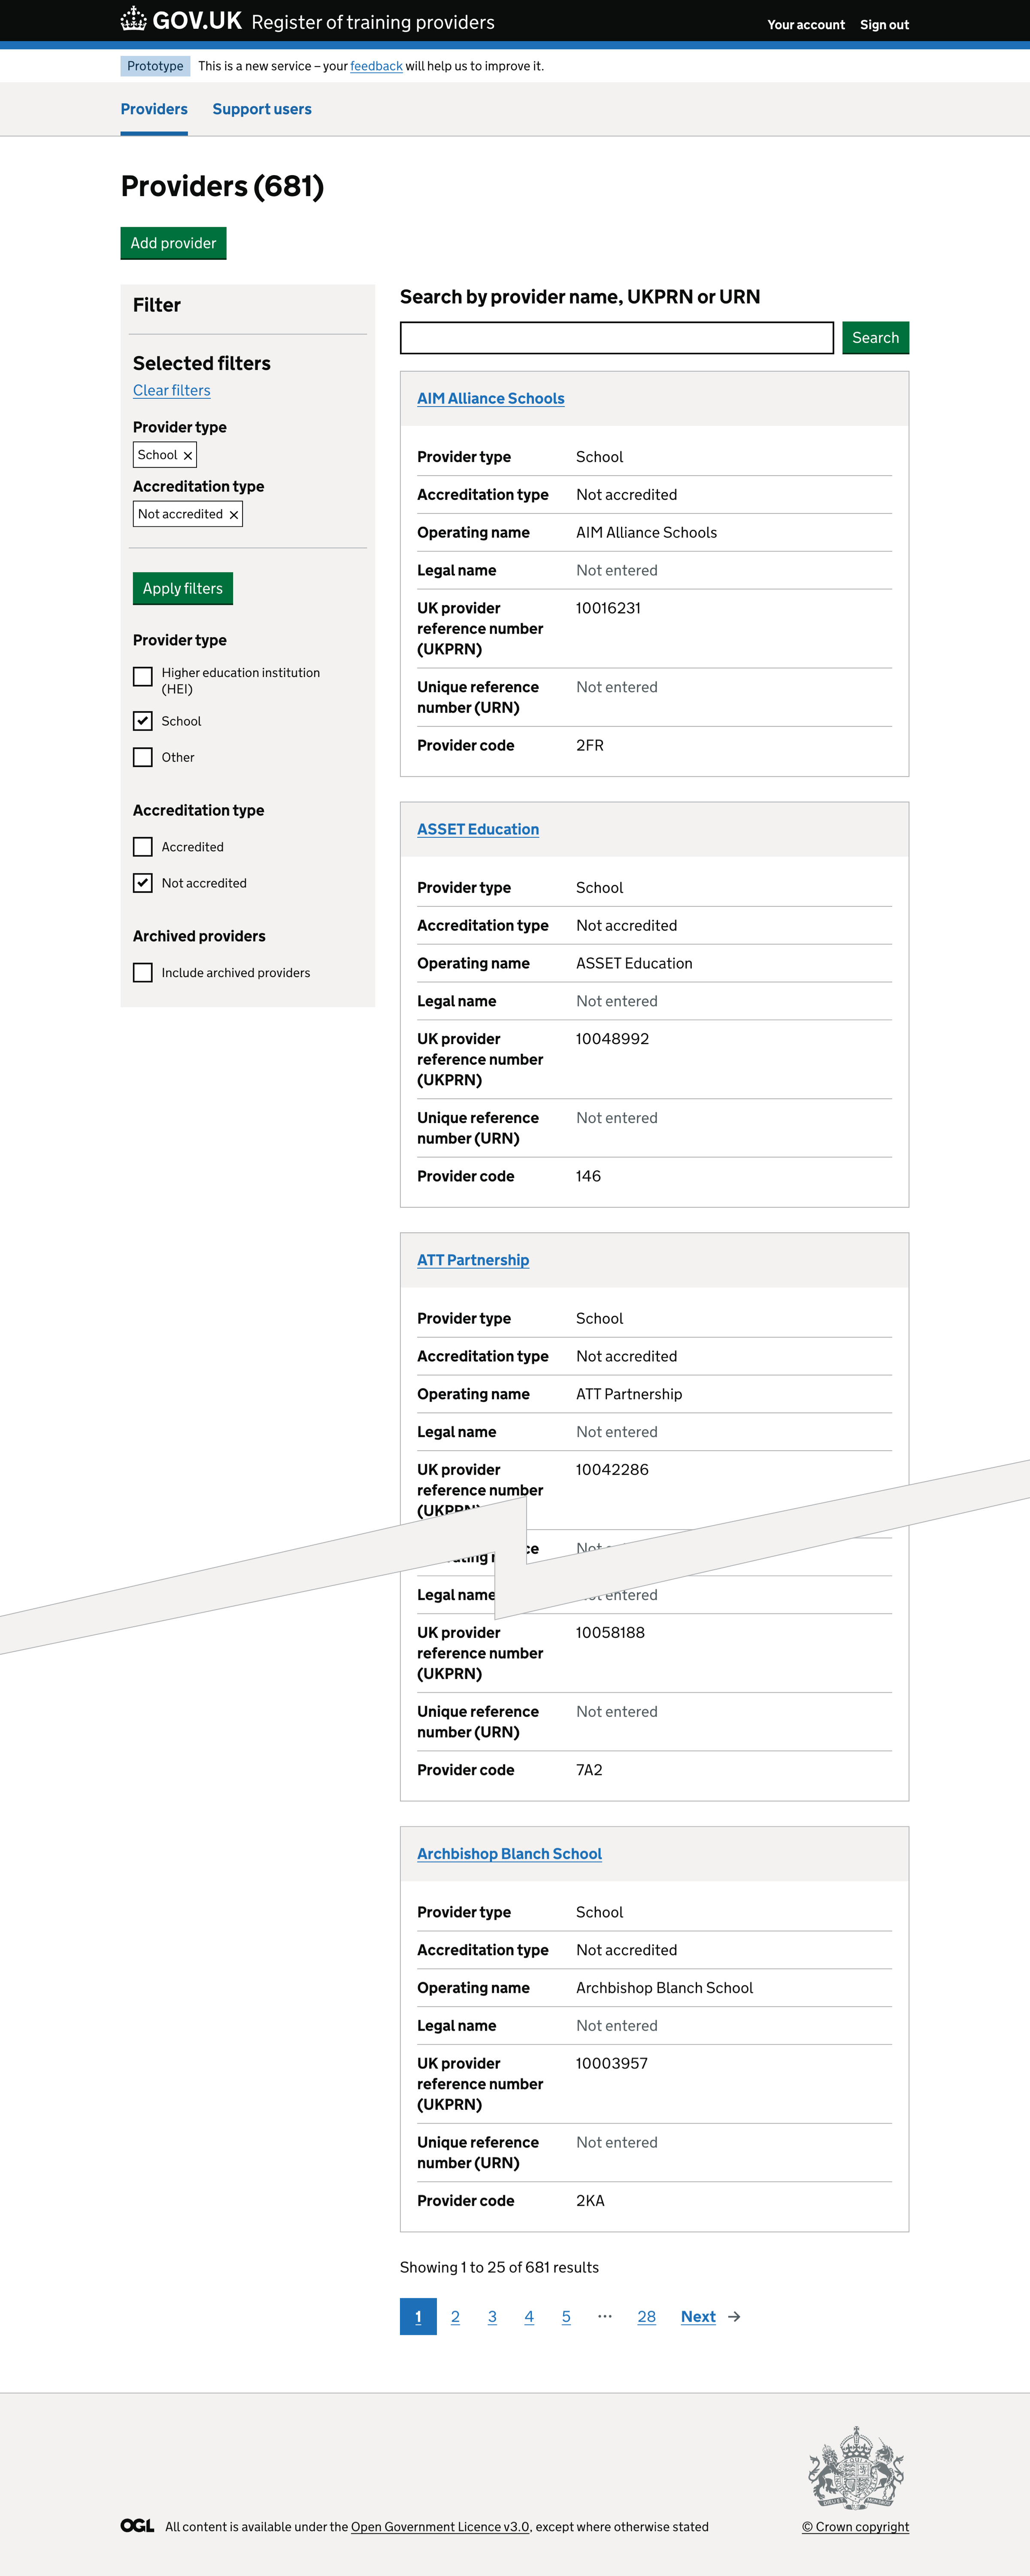 GOV.UK Register of training providers
Your account Sign out
Prototype This is a new service – your feedback will help us to improve it.
Providers Support users
Providers (681)
Add provider
Filter
Selected filters
Clear filters
Provider type
School ×
Accreditation type
Not accredited ×
Apply filters
Provider type
Higher education institution
(HEI)
School
Other
Accreditation type
Accredited
Not accredited
Archived providers
Include archived providers
Search by provider name, UKPRN or URN
Search
AIM Alliance Schools
Provider type School
Accreditation type Not accredited
Operating name AIM Alliance Schools
Legal name Not entered
UK provider 10016231
reference number
(UKPRN)
Unique reference Not entered
number (URN)
Provider code 2FR
ASSET Education
Provider type School
Accreditation type Not accredited
Operating name ASSET Education
Legal name Not entered
UK provider 10048992
reference number
(UKPRN)
Unique reference Not entered
number (URN)
Provider code 146
ATT Partnership
Provider type School
Accreditation type Not accredited
Operating name ATT Partnership
Legal name Not entered
UK provider 10042286
reference number
(UKPRN)
Legal name entered
UK provider 10058188
reference number
(UKPRN)
Unique reference Not entered
number (URN)
Provider code 7A2
Archbishop Blanch School
Provider type School
Accreditation type Not accredited
Operating name Archbishop Blanch School
Legal name Not entered
UK provider 10003957
reference number
(UKPRN)
Unique reference Not entered
number (URN)
Provider code 2KA
Showing 1 to 25 of 681 results
1 2 3 4 5 ⋯ 28 Next →
OGL All content is available under the Open Government Licence v3.0, except where otherwise stated
© Crown copyright